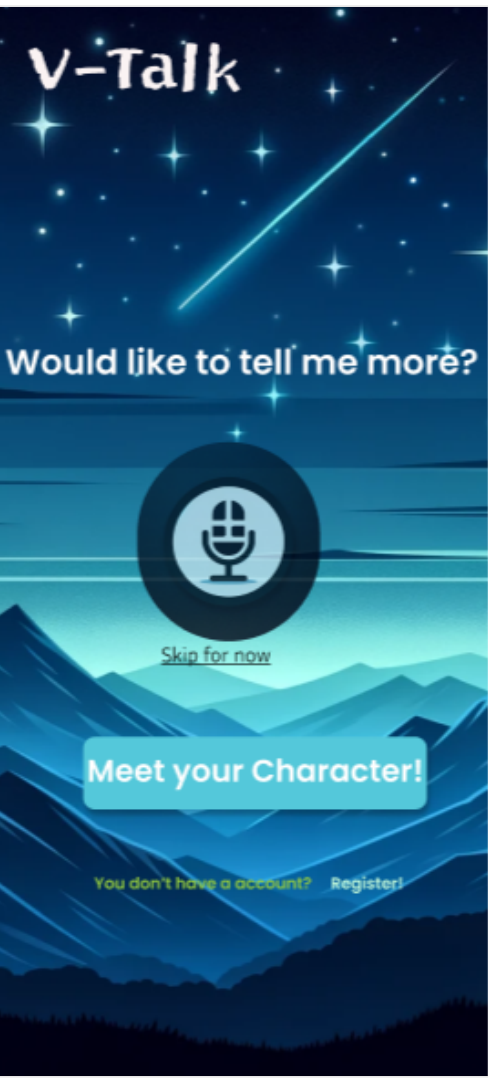 V-Talk
Would like to tell me more?
Skip for now
Meet your Character!
You don't have a account? Register!